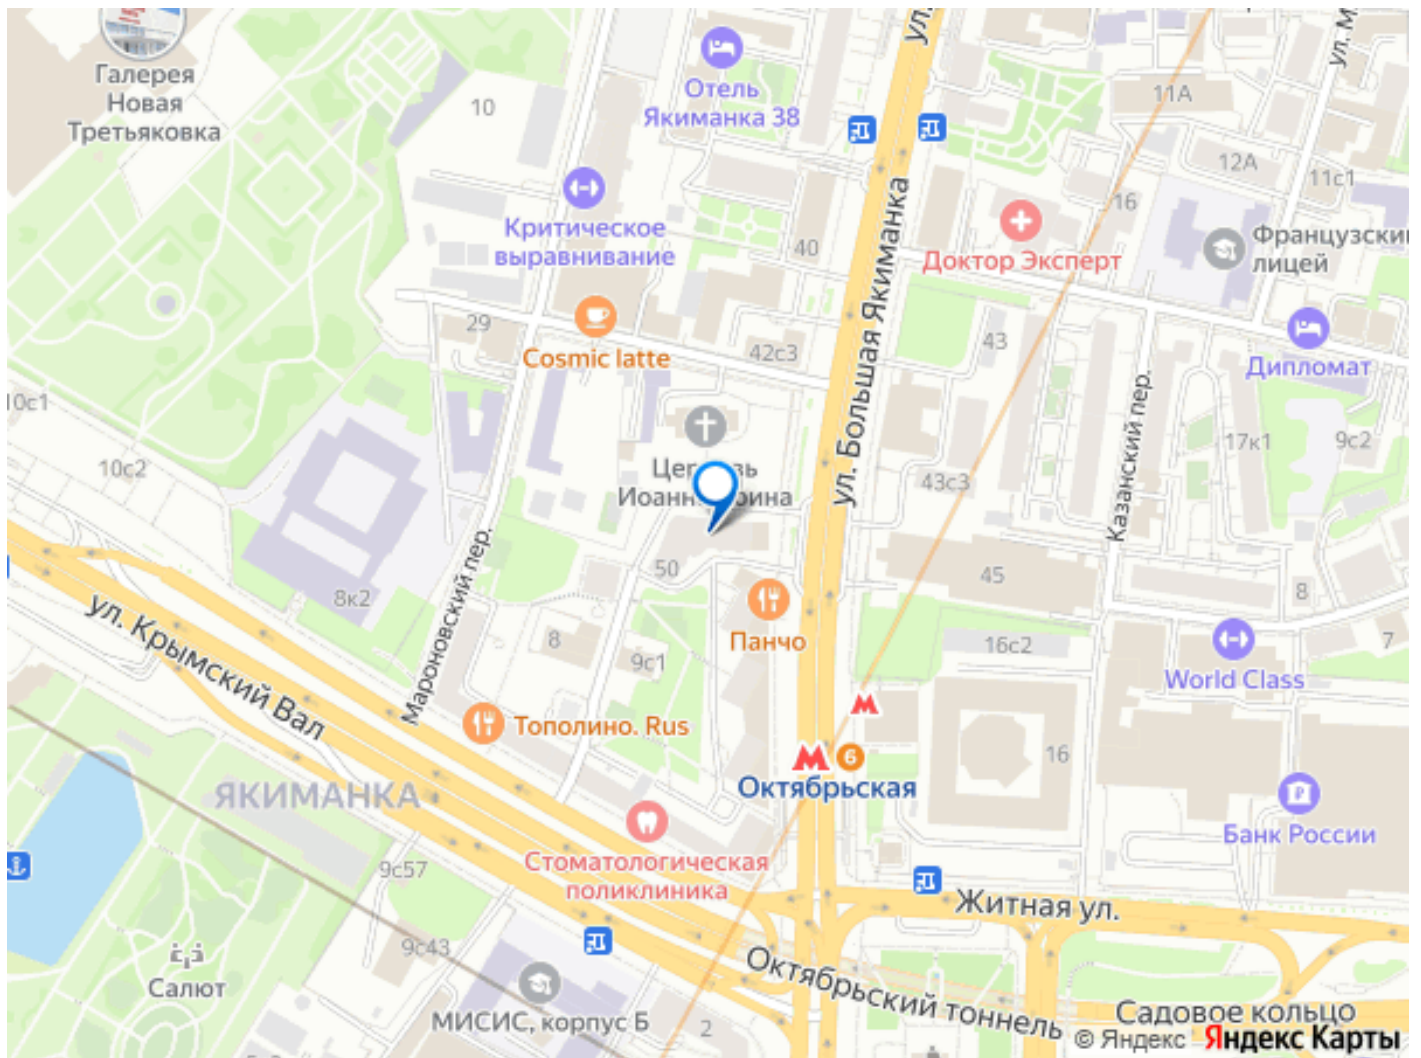 ул.
ул. М
Галерея
Новая
Третьяковка
10
Отель
Якиманка 38
11А
12А
11с1
16
Критическое
выравнивание
40
Доктор Эксперт
Французский
лицей
ул. Большая Якиманка
29
Cosmic latte
42с3
43
Дипломат
Казанский пер.
10с1
10с2
17к1
9с2
43с3
Мароновский пер.
50
45
8
8к2
ул. Крымский Вал
8
9с1
Панчо
16с2
7
World Class
Тополино. Rus
16
ЯКИМАНКА
6
Октябрьская
Банк России
Стоматологическая
поликлиника
9с57
Житная ул.
9с43
Салют
МИСИС, корпус Б
2
Октябрьский тоннель
Садовое кольцо
© Яндекс Яндекс Карты